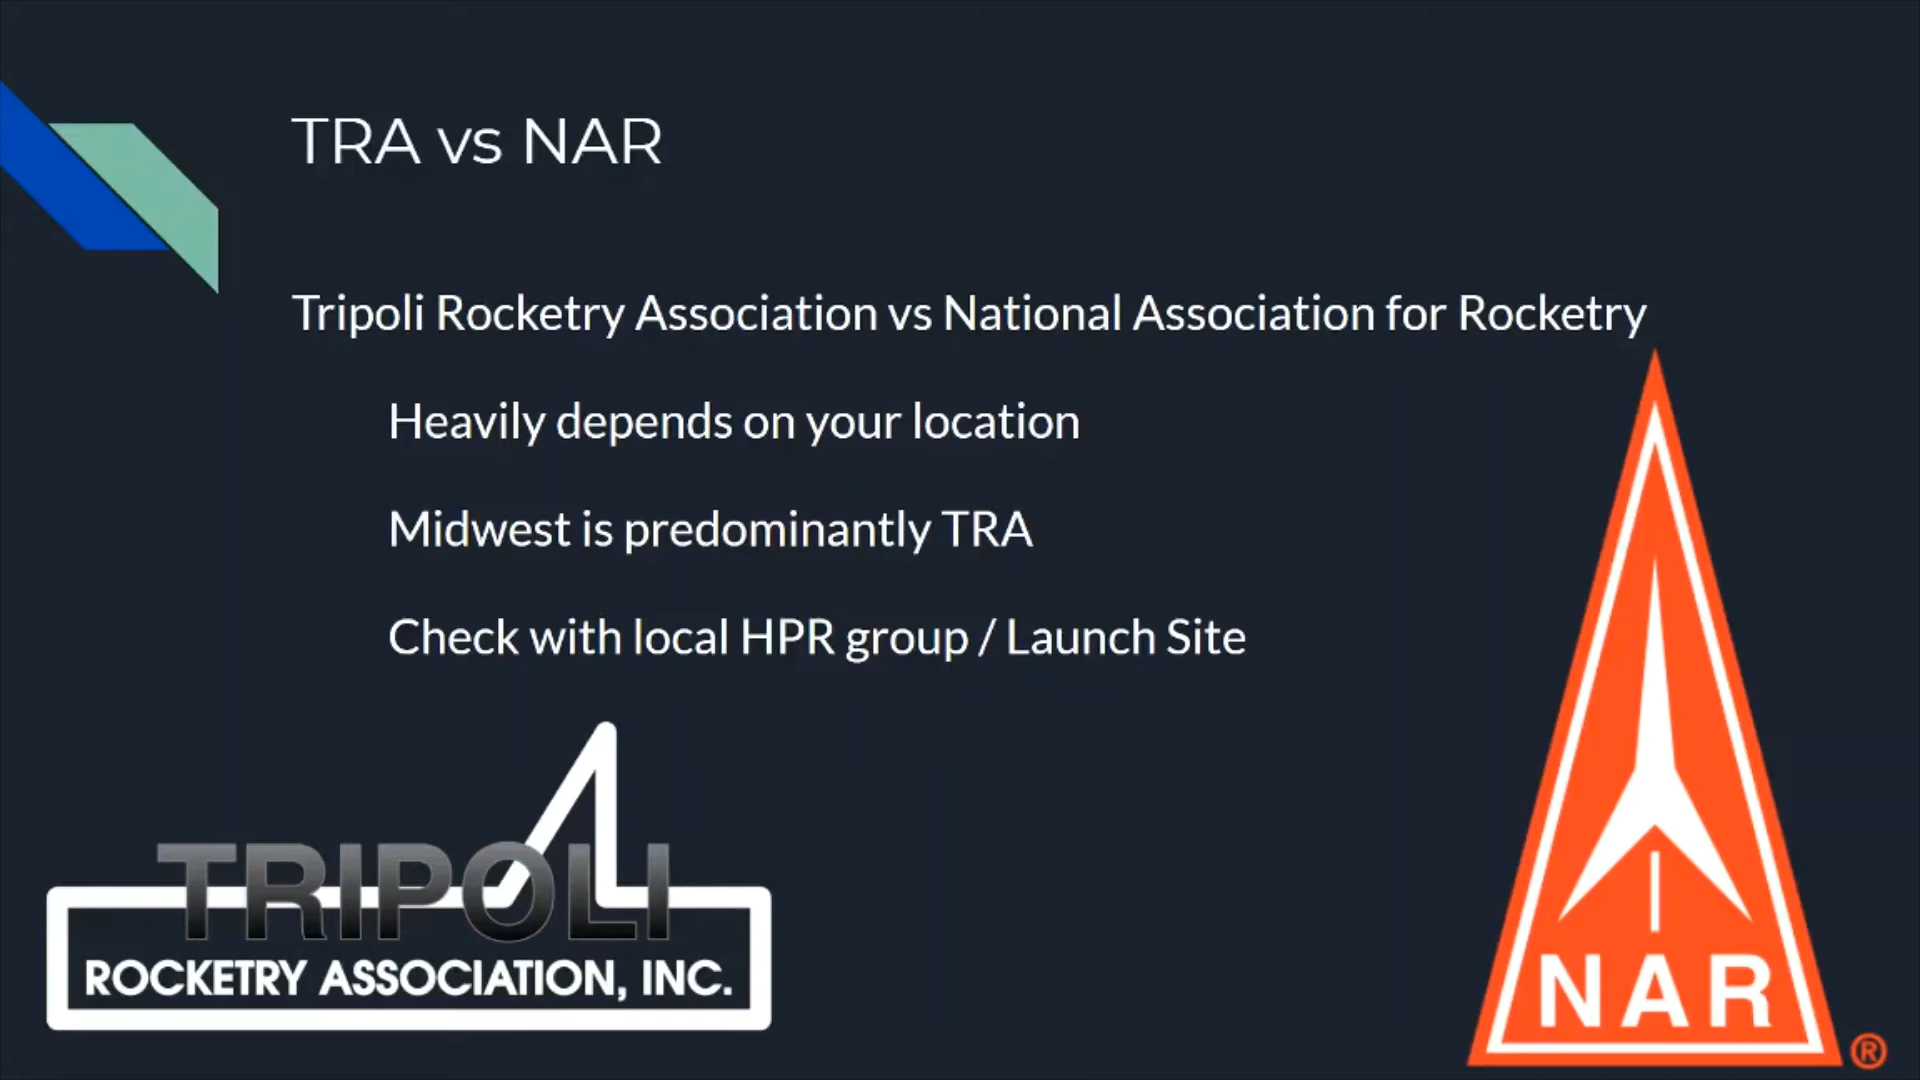 TRA vs NAR
Tripoli Rocketry Association vs National Association for Rocketry
Heavily depends on your location
Midwest is predominantly TRA
Check with local HPR group / Launch Site
TRIPOLI
ROCKETRY ASSOCIATION, INC.
NAR
®